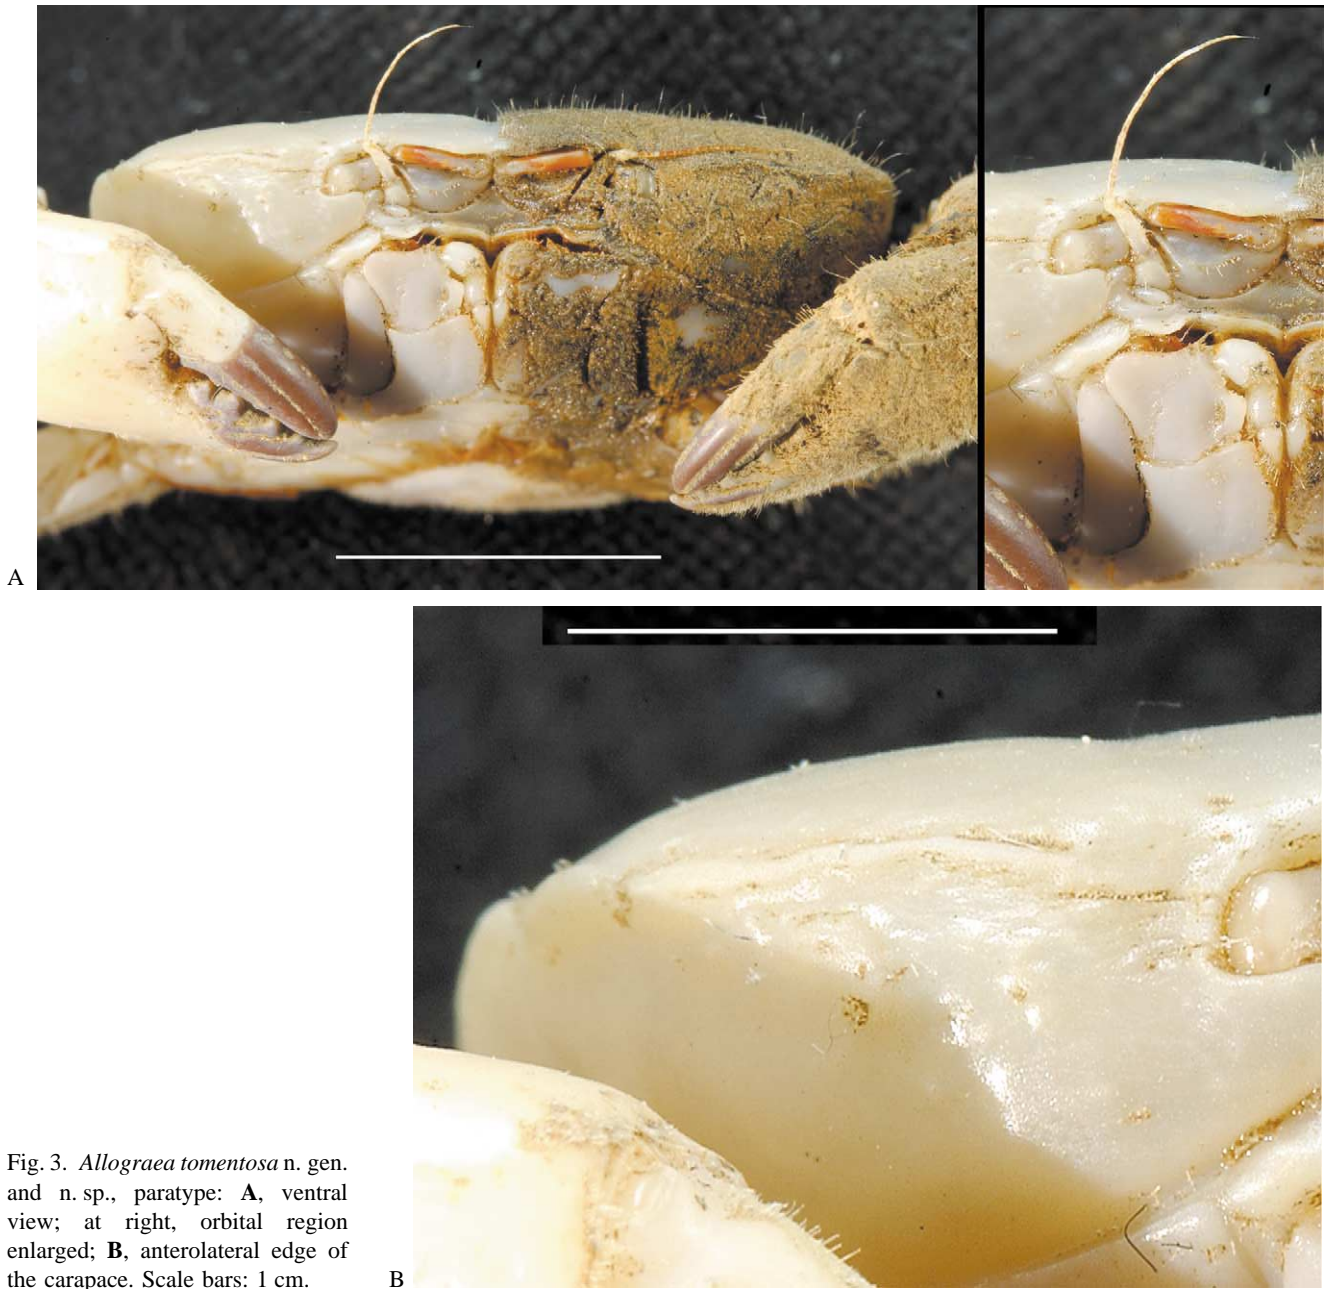 A
Fig. 3. Allograea tomentosa n. gen.
and n. sp., paratype: A, ventral
view; at right, orbital region
enlarged; B, anterolateral edge of
the carapace. Scale bars: 1 cm.
B